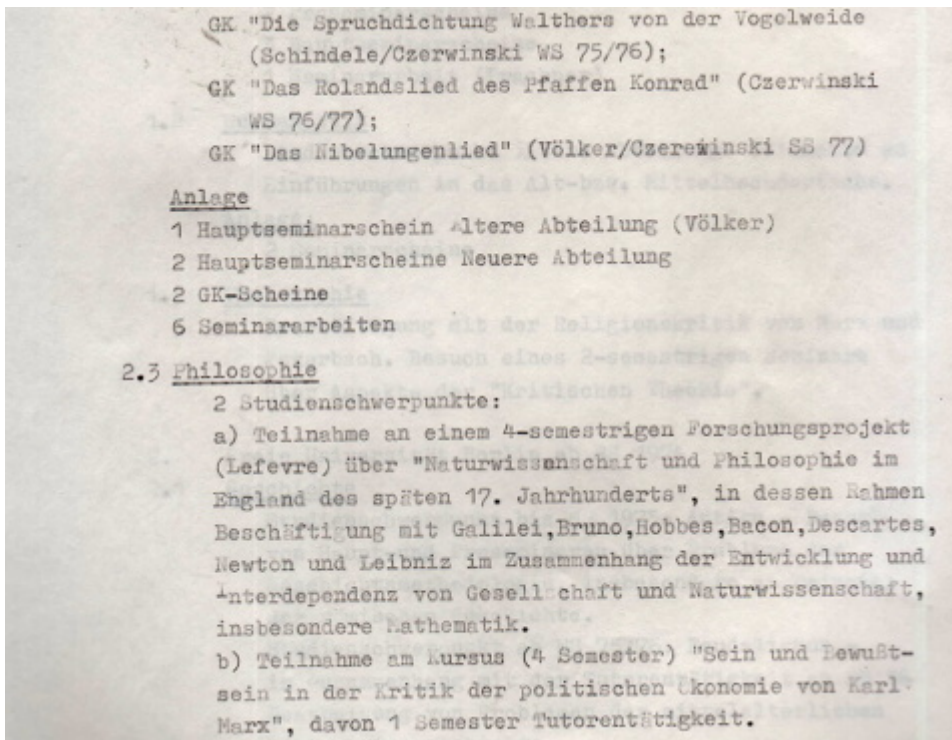 GK "Die Spruchdichtung Walthers von der Vogelweide
(Schindele/Czerwinski WS 75/76);
GK "Das Rolandslied des Pfaffen Konrad" (Czerwinski
WS 76/77);
GK "Das Nibelungenlied" (Völker/Czerewinski SS 77)
Anlage
1 Hauptseminarschein Ältere Abteilung (Völker)
2 Hauptseminarscheine Neuere Abteilung
2 GK-Scheine
6 Seminararbeiten
2.3 Philosophie
2 Studienschwerpunkte:
a) Teilnahme an einem 4-semestrigen Forschungsprojekt
(Lefevre) über "Naturwissenschaft und Philosophie im
England des späten 17. Jahrhunderts", in dessen Rahmen
Beschäftigung mit Galilei,Bruno,Hobbes,Bacon,Descartes,
Newton und Leibniz im Zusammenhang der Entwicklung und
Interdependenz von Gesellschaft und Naturwissenschaft,
insbesondere Mathematik.
b) Teilnahme am Kursus (4 Semester) "Sein und Bewußt-
sein in der Kritik der politischen Ökonomie von Karl
Marx", davon 1 Semester Tutorentätigkeit.